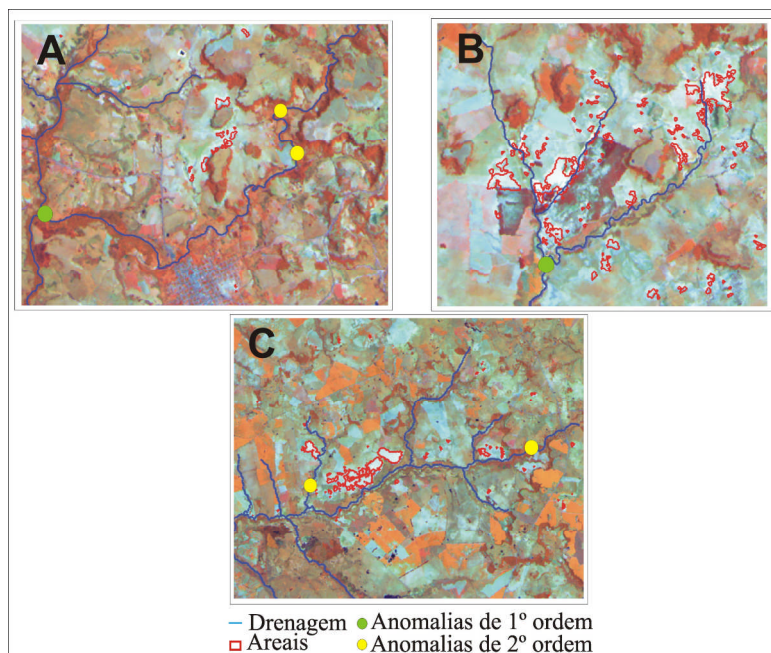 A
B
C
Drenagem
Anomalias de 1º ordem
Areais
Anomalias de 2º ordem